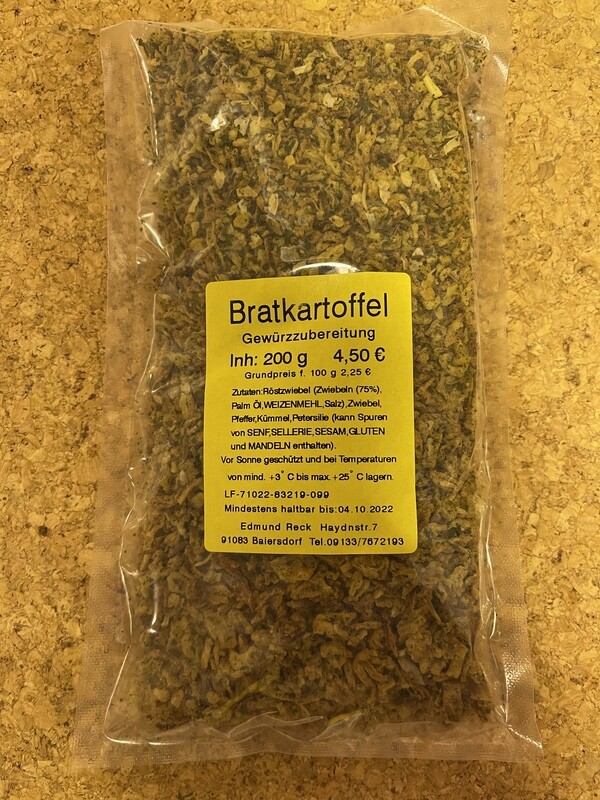 Bratkartoffel
Gewürzzubereitung
Inh: 200 g 4,50 €
Grundpreis f. 100 g 2,25 €
Zutaten:Röstzwiebel (Zwiebeln (75%),
Palm Öl,WEIZENMEHL,Salz),Zwiebel,
Pfeffer,Kümmel,Petersilie (kann Spuren
von SENF,SELLERIE,SESAM,GLUTEN
und MANDELN enthalten).
Vor Sonne geschützt und bei Temperaturen
von mind. +3° C bis max. +25° C lagern.
LF-71022-83219-099
Mindestens haltbar bis:04.10.2022
Edmund Reck Haydnstr.7
91083 Baiersdorf Tel.09133/7672193